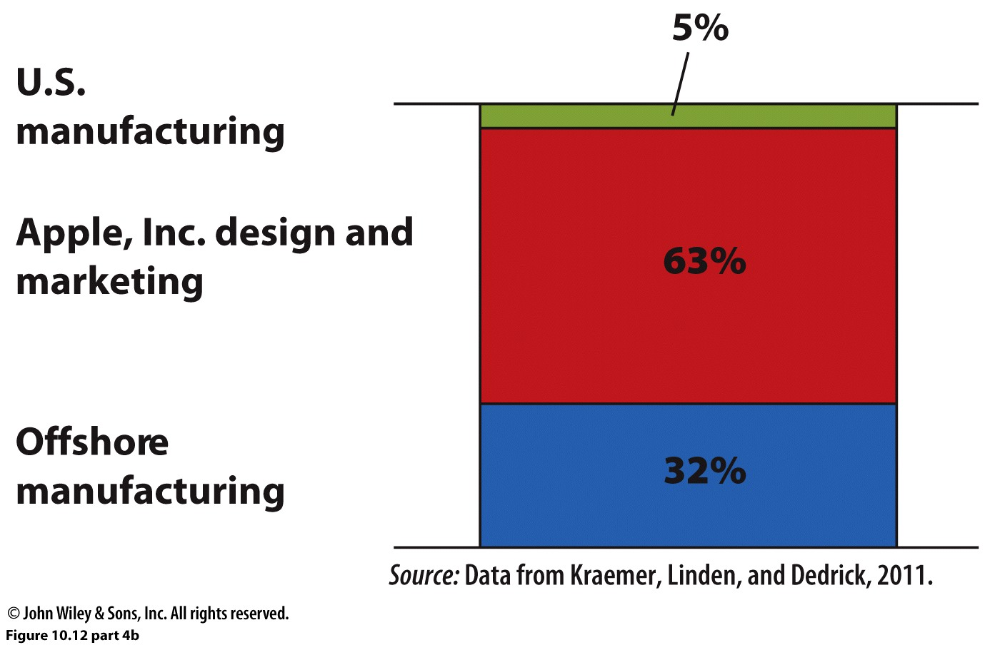 5%
U.S.
manufacturing
Apple, Inc. design and
marketing
63%
Offshore
manufacturing
32%
Source: Data from Kraemer, Linden, and Dedrick, 2011.
© John Wiley & Sons, Inc. All rights reserved.
Figure 10.12 part 4b